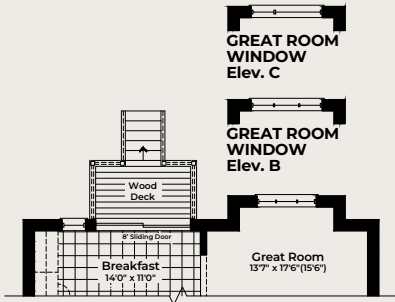 GREAT ROOM
WINDOW
Elev. C
GREAT ROOM
WINDOW
Elev. B
Wood
Deck
8' Sliding Door
Breakfast
14'0" x 11'0"
Great Room
13'7" x 17'6"(15'6")